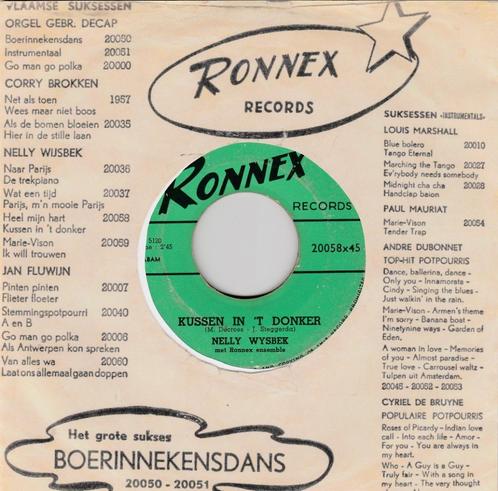 VLAAMSE SUKSESSEN
ORGEL GEBR. DECAP
Boerinnekensdans 20050
Instrumentaal 20051
Go man go polka 20000
CORRY BROKKEN
Net als toen 1957
Wees maar niet boos
Als de bomen bloeien 20035
Hier in de stille laan
NELLY WIJSBEK
Naar Parijs 20036
De trekpiano
Wat een tijd 20037
Parijs, m'n mooie Parijs
Heel mijn hart 20058
Kussen in 't donker
Marie-Vison 20059
Ik will trouwen
JAN FLUWIJN
Pinten pinten 20007
Flieter floeter
Stemmingspotpourri 20040
A en B
Go man go polka 20006
Als Antwerpen kon spreken
Van alles wa 20060
Laat ons allemaal gaan doppen
RONNEX
RECORDS
RONNEX
RECORDS
5120
: 2'45
ABAM
20058x45
KUSSEN IN 'T DONKER
(M. Décross - J. Steggerda)
NELLY WYSBEK
met Ronnex ensemble
SUKSESSEN -INSTRUMENTALS-
LOUIS MARSHALL
Blue bolero 20010
Tango Eternal
Marching the Tango 20027
Ev'rybody needs somebody
Midnight cha cha 20028
Handclap baion
PAUL MAURIAT
Marie-Vison 20054
Tender Trap
ANDRE DUBONNET
TOP-HIT POTPOURRIS
Dance, ballerina, dance -
Only you - Innamorata -
Cindy - Singing the blues -
Just walkin' in the rain.
Marie-Vison - Armen's theme
I'm sorry - Banana boat -
Ninetynine ways - Garden of
Eden.
A woman in love - Memories
of you - Almost paradise -
True love - Carrousel waltz -
Tulpen uit Amsterdam.
20045 - 20052 - 20053
CYRIEL DE BRUYNE
POPULAIRE POTPOURRIS
Roses of Picardy - Indian love
call - Into each life - Amor -
For you - You are always in
my heart.
Who - A Guy is a Guy -
Truly fair - With a song in
my Heart - The very thought
Het grote sukses
BOERINNEKENSDANS
20050 - 20051